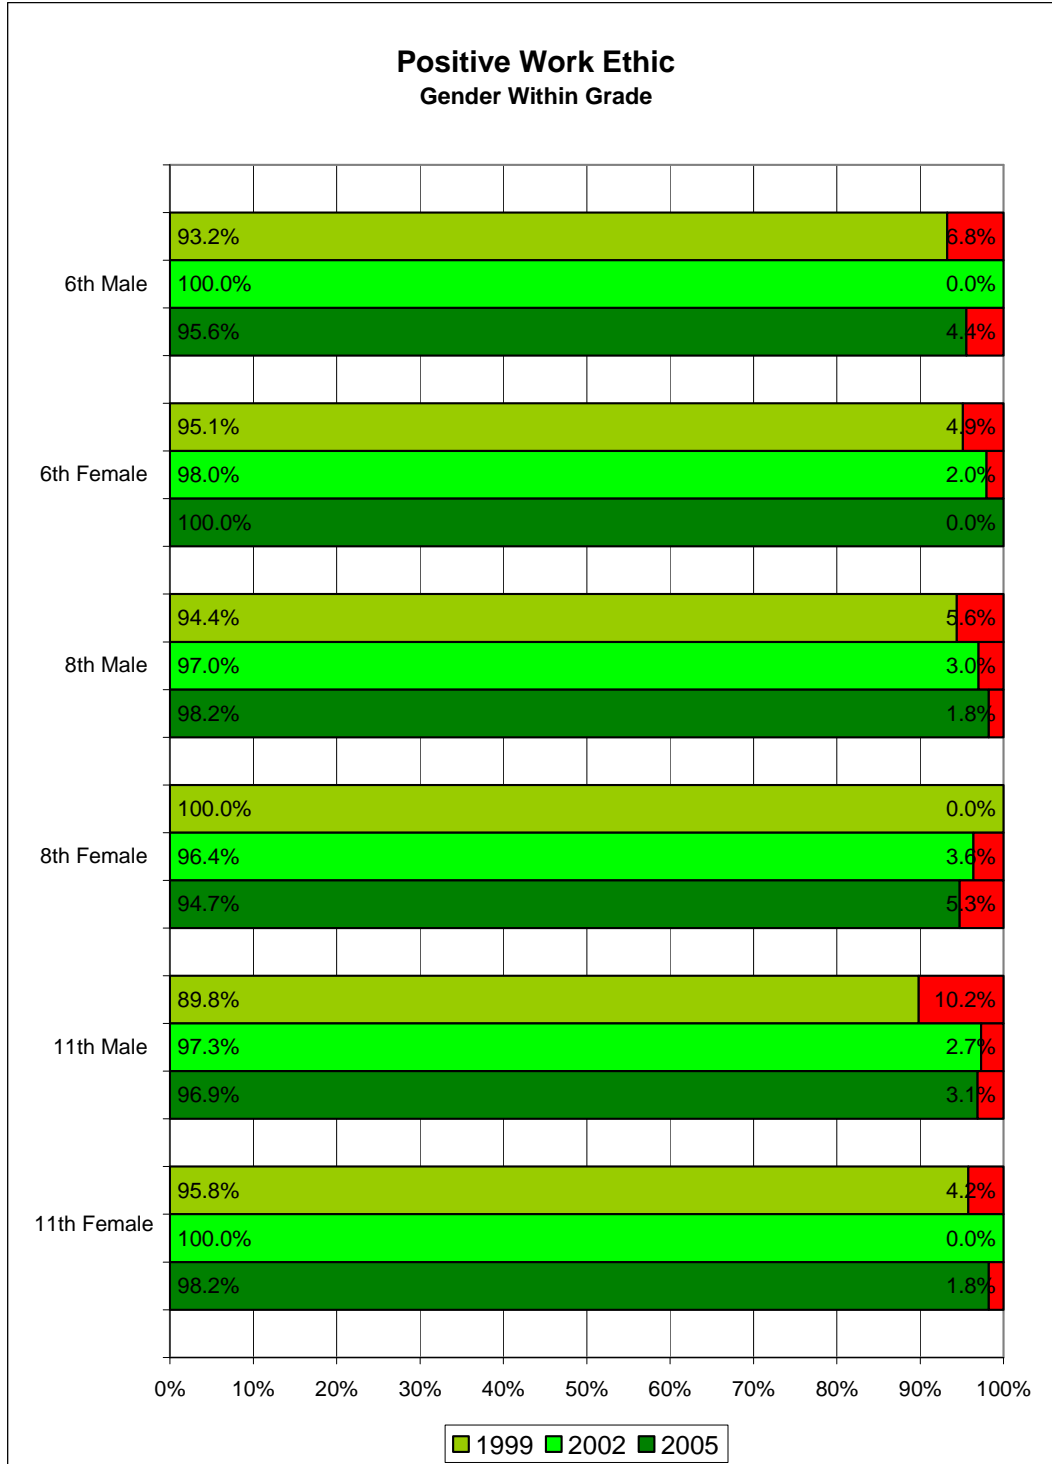 Positive Work Ethic
Gender Within Grade
93.2% 6.8%
6th Male 100.0% 0.0%
95.6% 4.4%
95.1% 4.9%
6th Female 98.0% 2.0%
100.0% 0.0%
94.4% 5.6%
8th Male 97.0% 3.0%
98.2% 1.8%
100.0% 0.0%
8th Female 96.4% 3.6%
94.7% 5.3%
89.8% 10.2%
11th Male 97.3% 2.7%
96.9% 3.1%
95.8% 4.2%
11th Female 100.0% 0.0%
98.2% 1.8%
0% 10% 20% 30% 40% 50% 60% 70% 80% 90% 100%
1999 2002 2005